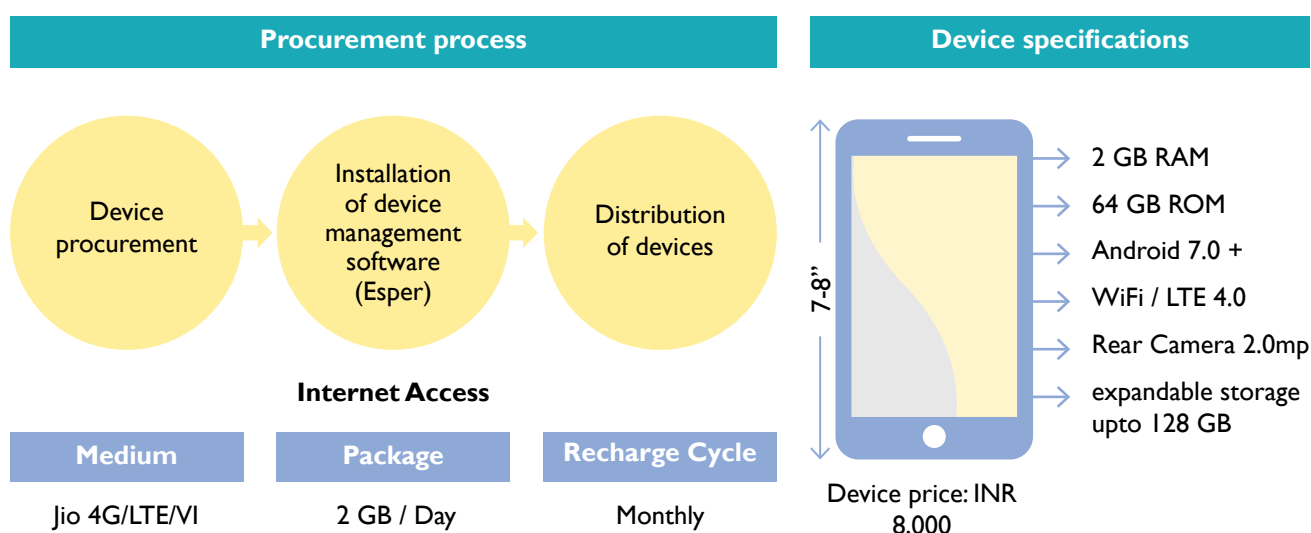 Procurement process
Device
procurement
Installation
of device
management
software
(Esper)
Distribution
of devices
Internet Access
Medium
Jio 4G/LTE/VI
Package
2 GB / Day
Recharge Cycle
Monthly
Device specifications
7-8”
2 GB RAM
64 GB ROM
Android 7.0 +
WiFi / LTE 4.0
Rear Camera 2.0mp
expandable storage
upto 128 GB
Device price: INR
8,000